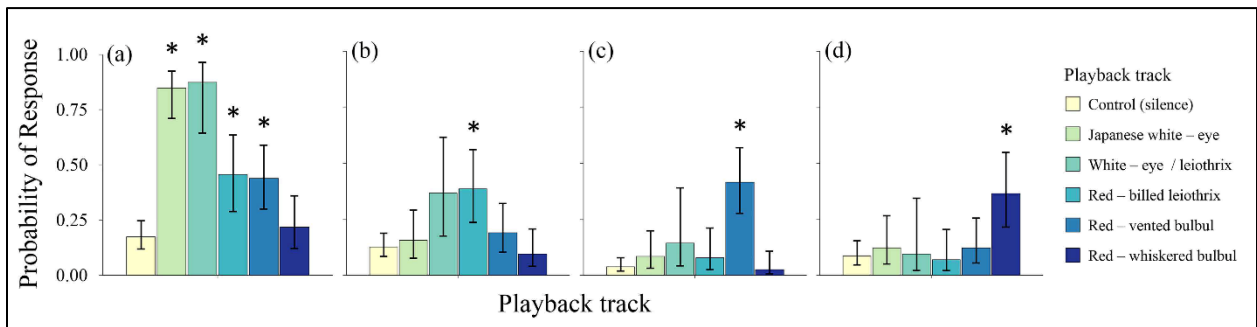 Probability of Response
1.00
0.75
0.50
0.25
0.00
(a)
*
*
*
*
(b)
*
(c)
*
(d)
*
Playback track
Playback track
Control (silence)
Japanese white – eye
White – eye / leiothrix
Red – billed leiothrix
Red – vented bulbul
Red – whiskered bulbul